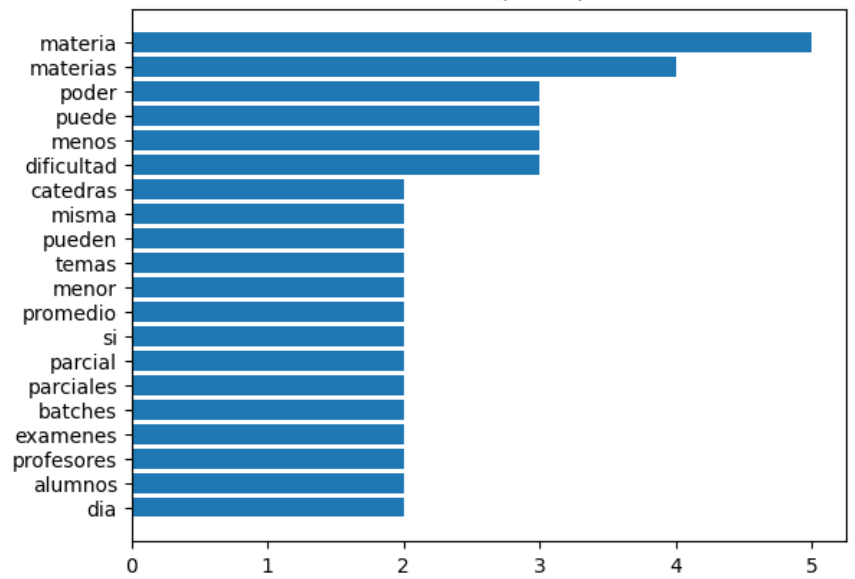 materia
materias
poder
puede
menos
dificultad
catedras
misma
pueden
temas
menor
promedio
si
parcial
parciales
batches
examenes
profesores
alumnos
dia
0 1 2 3 4 5